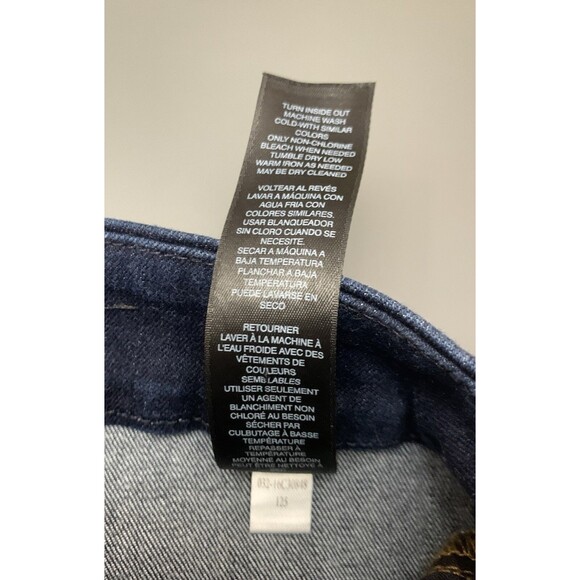 TURN INSIDE OUT
MACHINE WASH
COLD-WITH SIMILAR
COLORS
ONLY NON-CHLORINE
BLEACH WHEN NEEDED
TUMBLE DRY LOW
WARM IRON AS NEEDED
MAY BE DRY CLEANED
VOLTEAR AL REVÉS
LAVAR A MÁQUINA CON
AGUA FRIA CON
COLORES SIMILARES.
USAR BLANQUEADOR
SIN CLORO CUANDO SE
NECESITE.
SECAR A MÁQUINA A
BAJA TEMPERATURA
PLANCHAR A BAJA
TEMPERATURA
PUEDE LAVARSE EN
SECO
RETOURNER
LAVER À LA MACHINE À
L'EAU FROIDE AVEC DES
VÊTEMENTS DE
COULEURS
SEMBLABLES
UTILISER SEULEMENT
UN AGENT DE
BLANCHIMENT NON
CHLORÉ AU BESOIN
SÉCHER PAR
CULBUTAGE À BASSE
TEMPÉRATURE
REPASSER À
TEMPÉRATURE
MOYENNE AU BESOIN
PEUT ÊTRE NETTOYÉ À
125